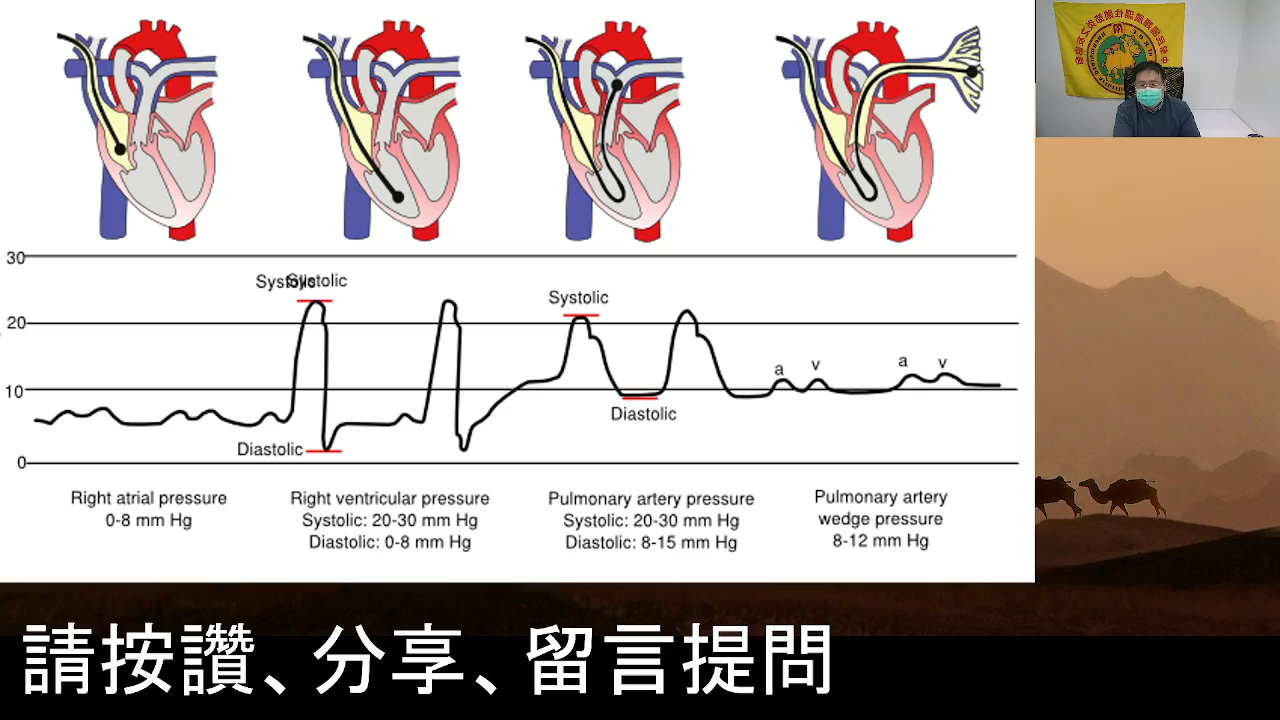 30
Systolic
Systolic
Systolic
20
a
v
a
v
10
Diastolic
Diastolic
0
Right atrial pressure
0-8 mm Hg
Right ventricular pressure
Systolic: 20-30 mm Hg
Diastolic: 0-8 mm Hg
Pulmonary artery pressure
Systolic: 20-30 mm Hg
Diastolic: 8-15 mm Hg
Pulmonary artery
wedge pressure
8-12 mm Hg
請按讚、分享、留言提問